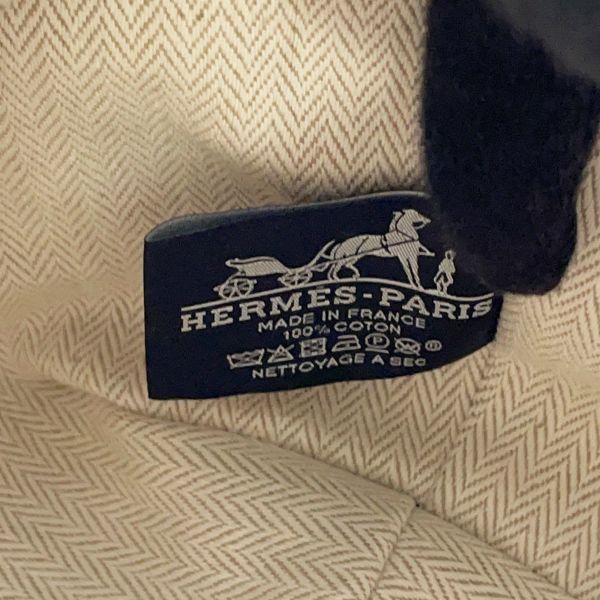 HERMES-PARIS
MADE IN FRANCE
100% COTON
NETTOYAGE A SEC